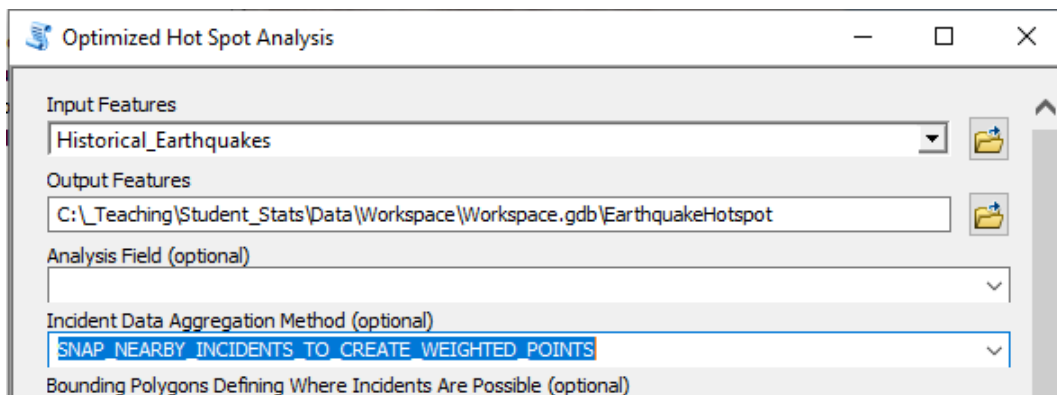 Optimized Hot Spot Analysis
Input Features
Historical_Earthquakes
Output Features
C:\_Teaching\Student_Stats\Data\Workspace\Workspace.gdb\EarthquakeHotspot
Analysis Field (optional)
Incident Data Aggregation Method (optional)
SNAP_NEARBY_INCIDENTS_TO_CREATE_WEIGHTED_POINTS
Bounding Polygons Defining Where Incidents Are Possible (optional)